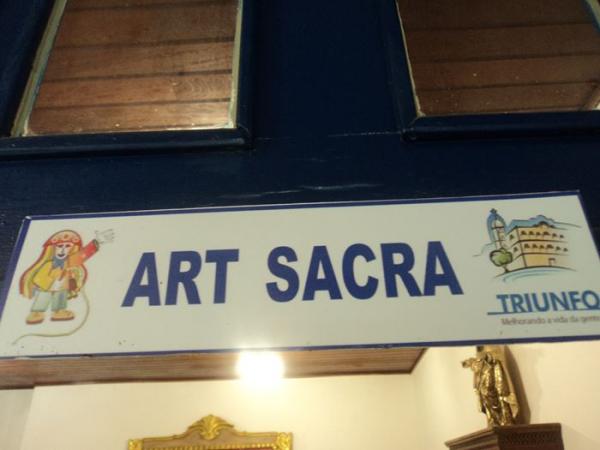 ART SACRA
TRIUNFO
Melhorando a vida da gente